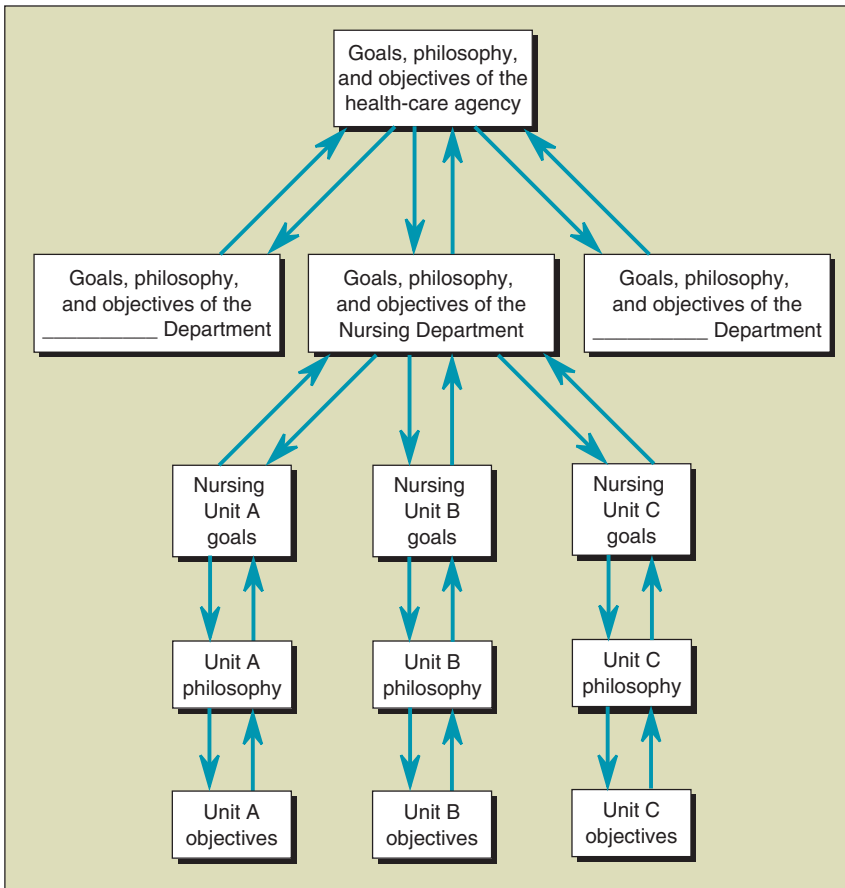 Goals, philosophy,
and objectives of the
health-care agency
Goals, philosophy,
and objectives of the
__________ Department
Goals, philosophy,
and objectives of the
Nursing Department
Goals, philosophy,
and objectives of the
__________ Department
Nursing
Unit A
goals
Nursing
Unit B
goals
Nursing
Unit C
goals
Unit A
philosophy
Unit B
philosophy
Unit C
philosophy
Unit A
objectives
Unit B
objectives
Unit C
objectives